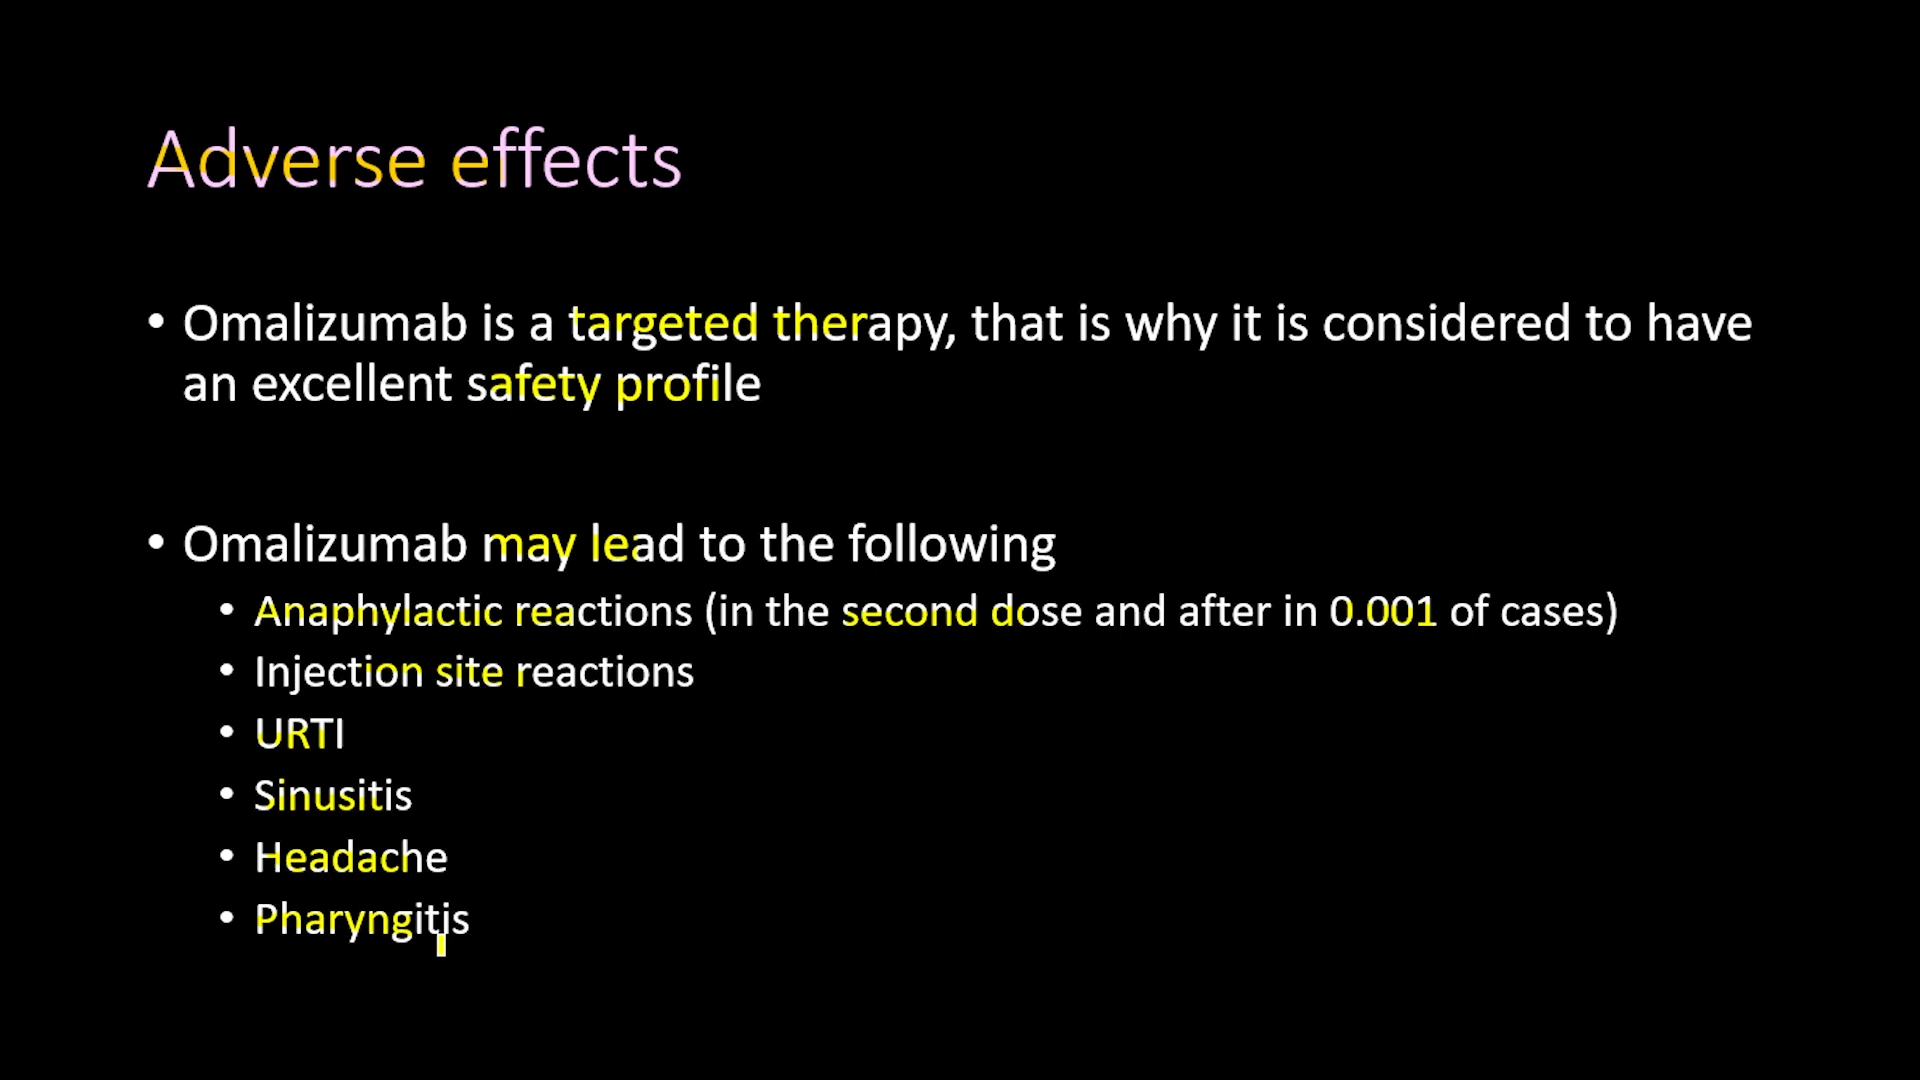 Adverse effects
• Omalizumab is a targeted therapy, that is why it is considered to have
an excellent safety profile
• Omalizumab may lead to the following
• Anaphylactic reactions (in the second dose and after in 0.001 of cases)
• Injection site reactions
• URTI
• Sinusitis
• Headache
• Pharyngitis